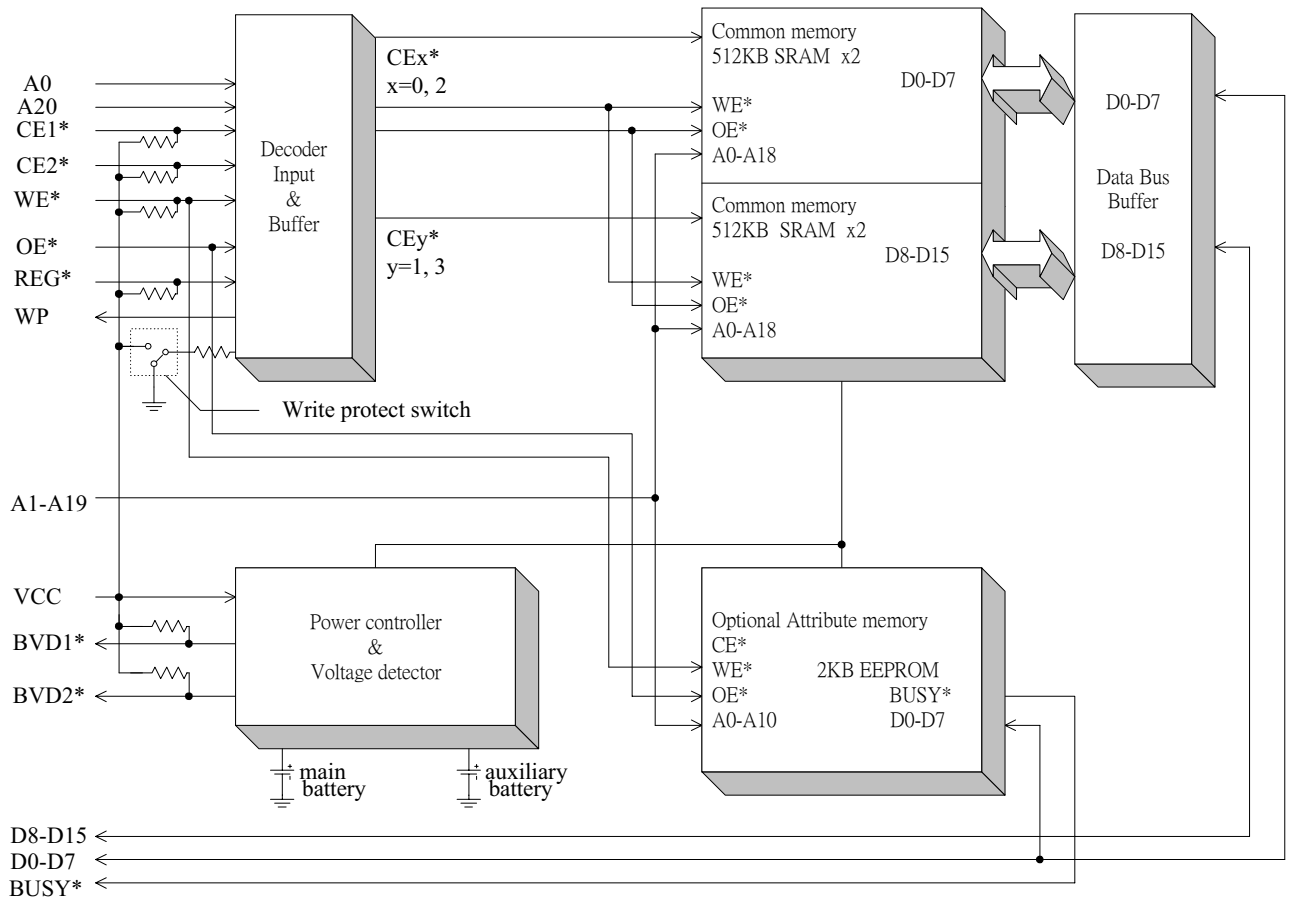 A0
A20
CE1*
CE2*
WE*
OE*
REG*
WP
Decoder
Input
&
Buffer
CEx*
x=0, 2
CEy*
y=1, 3
Common memory
512KB SRAM x2
D0-D7
WE*
OE*
A0-A18
Common memory
512KB SRAM x2
D8-D15
WE*
OE*
A0-A18
D0-D7
Data Bus
Buffer
D8-D15
Write protect switch
A1-A19
VCC
BVD1*
BVD2*
Power controller
&
Voltage detector
main
battery
auxiliary
battery
Optional Attribute memory
CE*
WE* 2KB EEPROM
OE* BUSY*
A0-A10 D0-D7
D8-D15
D0-D7
BUSY*